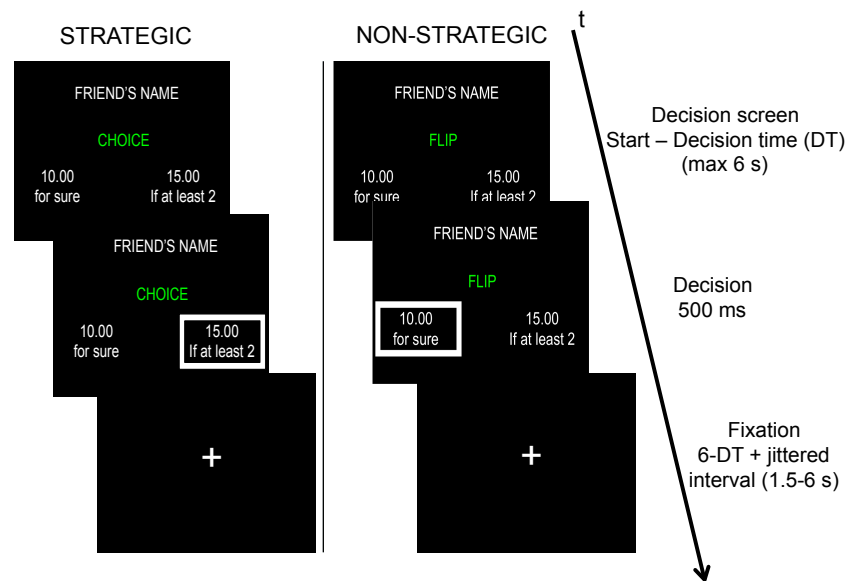 STRATEGIC
FRIEND'S NAME
CHOICE
10.00
for sure
15.00
If at least 2
FRIEND'S NAME
CHOICE
10.00
for sure
15.00
If at least 2
+
NON-STRATEGIC
FRIEND'S NAME
FLIP
10.00
for sure
15.00
If at least 2
FRIEND'S NAME
FLIP
10.00
for sure
15.00
If at least 2
+
t
Decision screen
Start – Decision time (DT)
(max 6 s)
Decision
500 ms
Fixation
6-DT + jittered
interval (1.5-6 s)